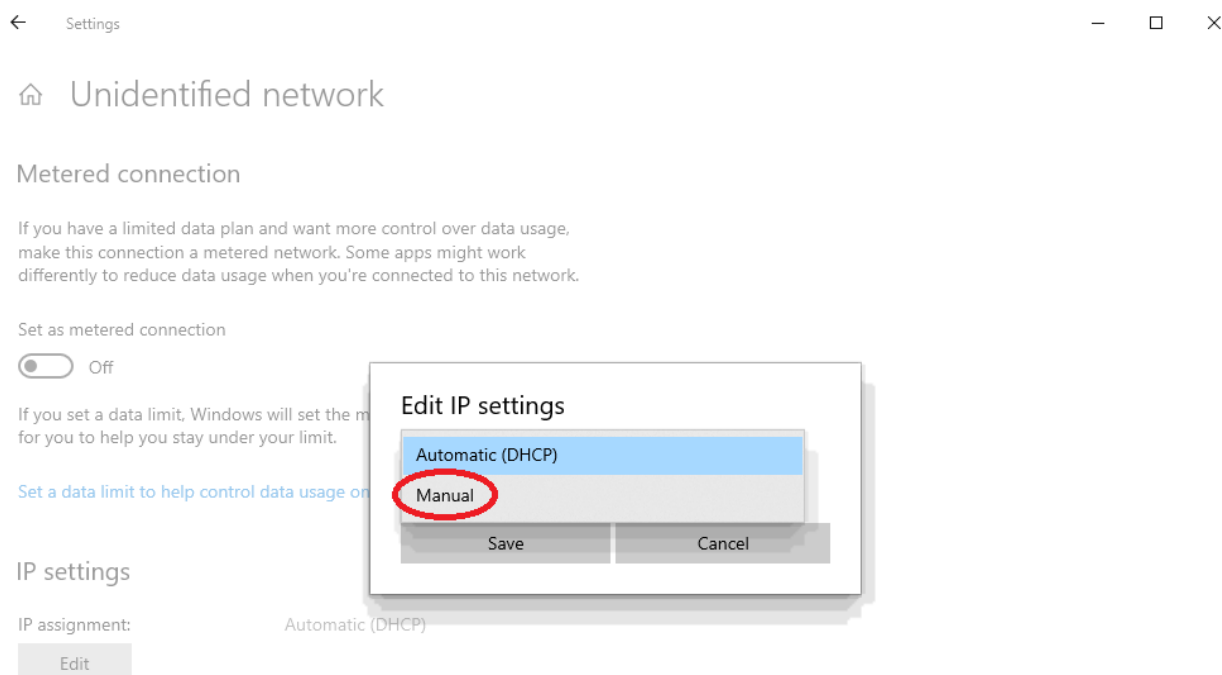 Settings
Unidentified network
Metered connection
If you have a limited data plan and want more control over data usage,
make this connection a metered network. Some apps might work
differently to reduce data usage when you're connected to this network.
Set as metered connection
Off
If you set a data limit, Windows will set the m
for you to help you stay under your limit.
Set a data limit to help control data usage on
Edit IP settings
Automatic (DHCP)
Manual
Save
Cancel
IP settings
IP assignment:
Automatic (DHCP)
Edit